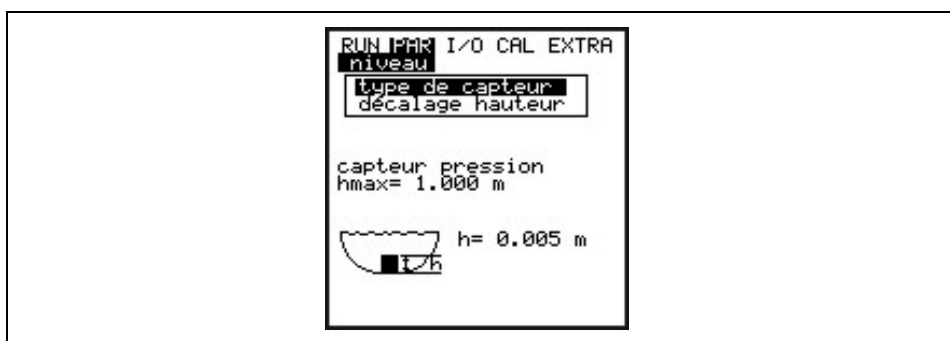 RUN PAR I/O CAL EXTRA
niveau
type de capteur
décalage hauteur
capteur pression
hmax= 1.000 m
h= 0.005 m
h